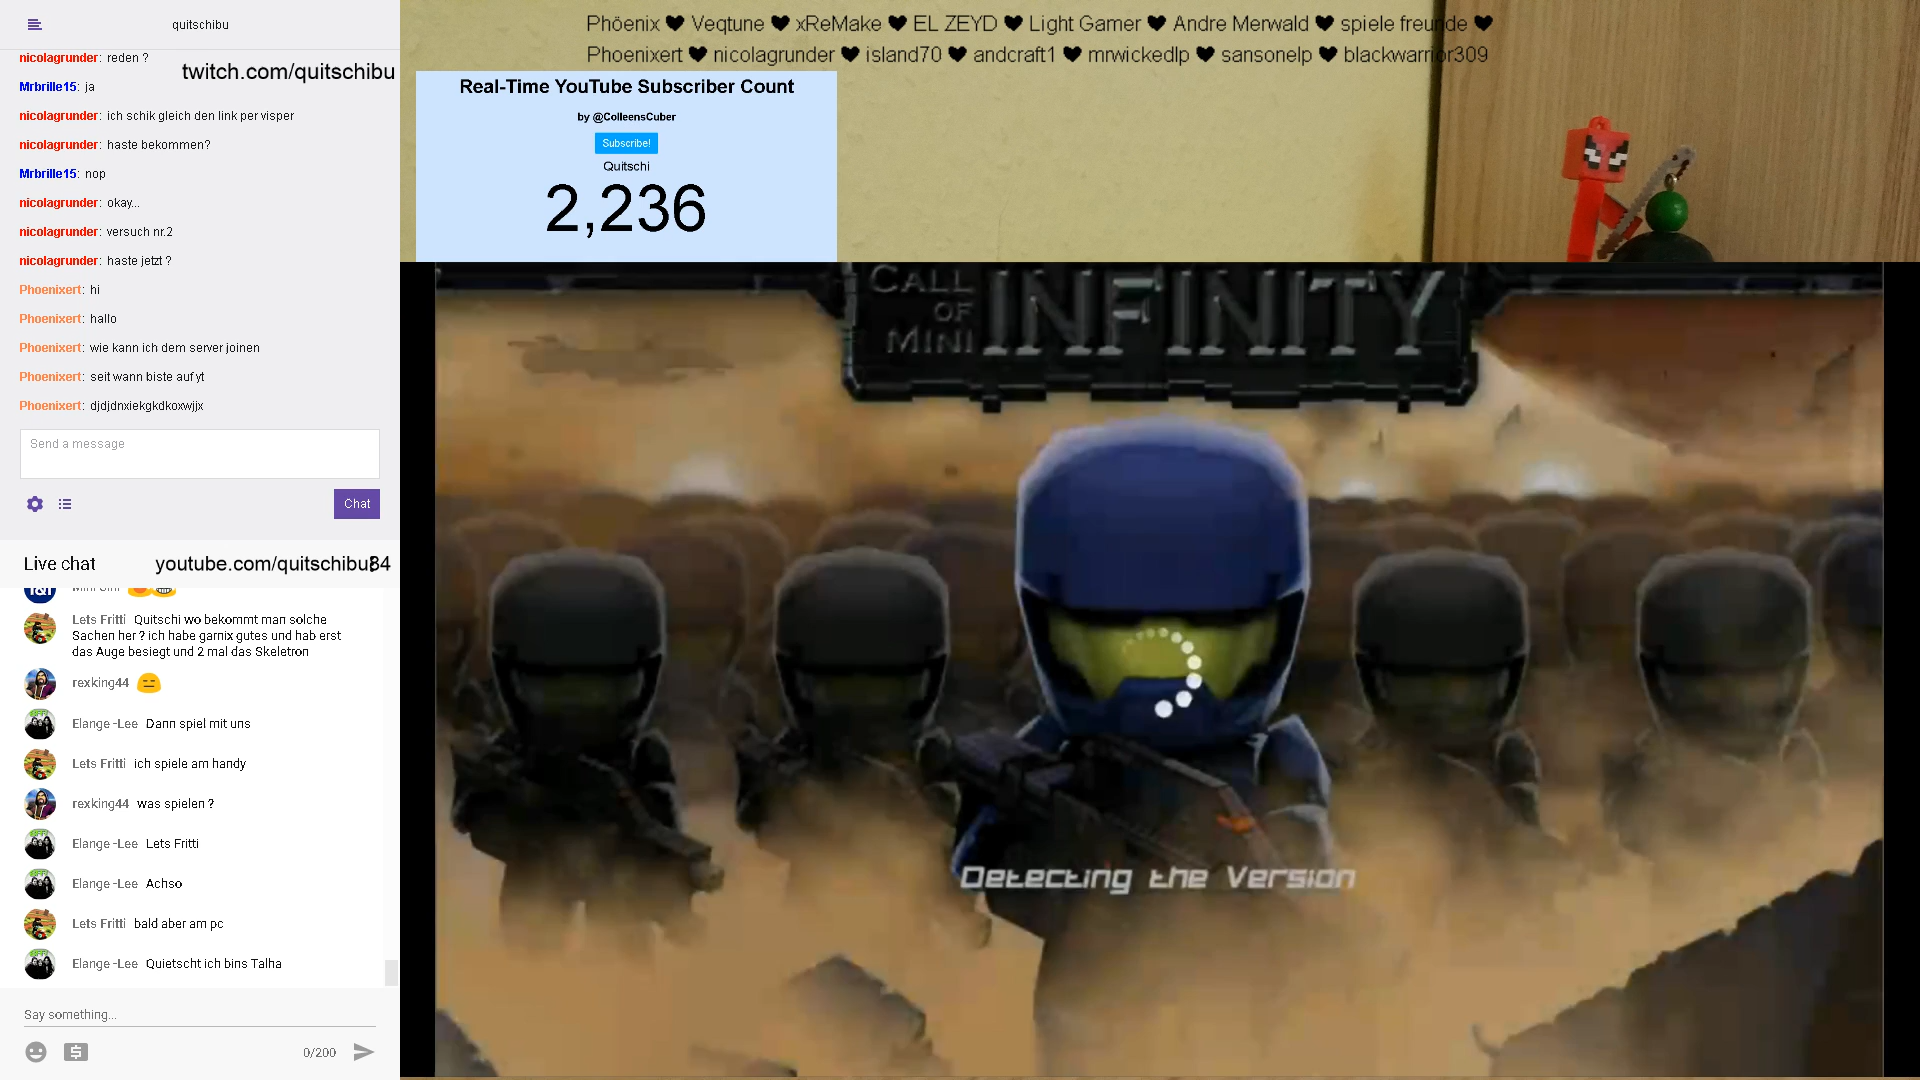 quitschibu
nicolagrunder: reden ?
twitch.com/quitschibu
Mrbrille15: ja
nicolagrunder: ich schik gleich den link per visper
nicolagrunder: haste bekommen?
Mrbrille15: nop
nicolagrunder: okay...
nicolagrunder: versuch nr.2
nicolagrunder: haste jetzt ?
Phoenixert: hi
Phoenixert: hallo
Phoenixert: wie kann ich dem server joinen
Phoenixert: seit wann biste auf yt
Phoenixert: djdjdnxiekgkdkoxwjjx
Send a message
Chat
Live chat
youtube.com/quitschibu84
Lets Fritti Quitschi wo bekommt man solche
Sachen her ? ich habe garnix gutes und hab erst
das Auge besiegt und 2 mal das Skeletron
rexking44
Elange -Lee Dann spiel mit uns
Lets Fritti ich spiele am handy
rexking44 was spielen ?
Elange -Lee Lets Fritti
Elange -Lee Achso
Lets Fritti bald aber am pc
Elange -Lee Quietscht ich bins Talha
Say something...
0/200
Phöenix ♥ Veqtune ♥ xReMake ♥ EL ZEYD ♥ Light Gamer ♥ Andre Merwald ♥ spiele freunde ♥
Phoenixert ♥ nicolagrunder ♥ island70 ♥ andcraft1 ♥ mrwickedlp ♥ sansonelp ♥ blackwarrior309
Real-Time YouTube Subscriber Count
by @ColleensCuber
Subscribe!
Quitschi
2,236
CALL OF MINI INFINITY
Detecting the Version